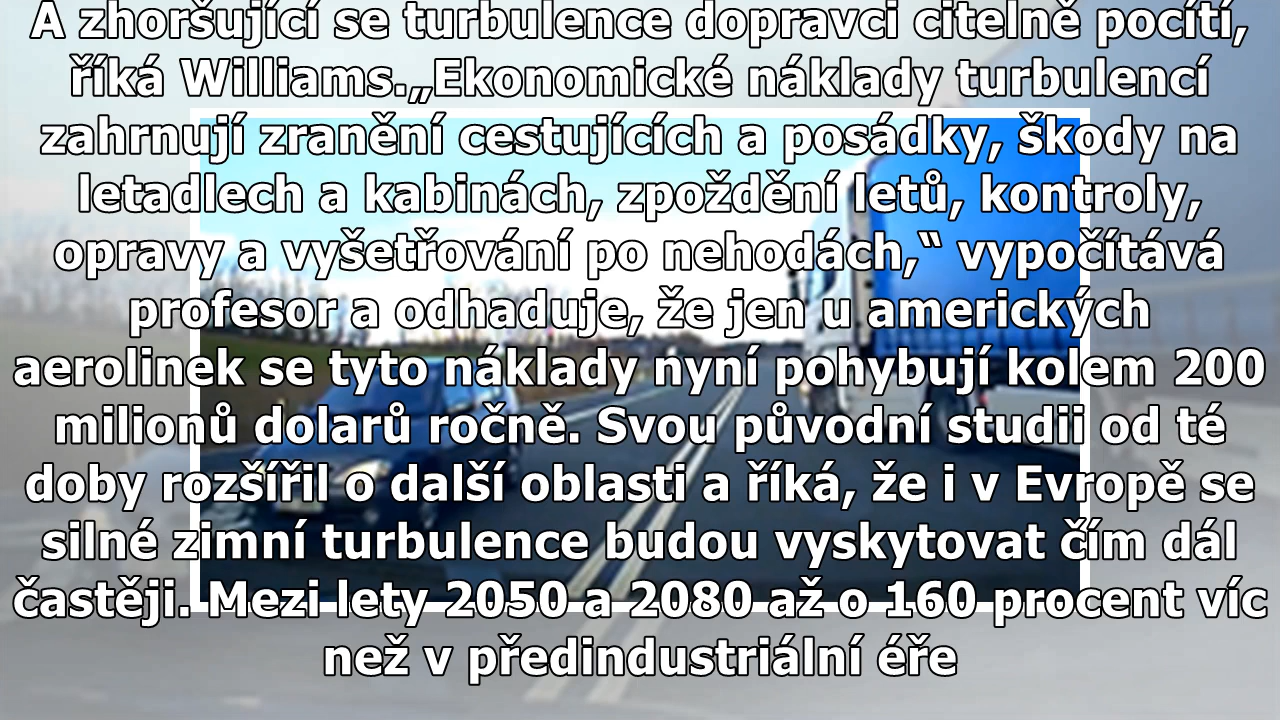 A zhoršující se turbulence dopravci citelně pocítí,
říká Williams.„Ekonomické náklady turbulencí
zahrnují zranění cestujících a posádky, škody na
letadlech a kabinách, zpoždění letů, kontroly,
opravy a vyšetřování po nehodách,“ vypočítává
profesor a odhaduje, že jen u amerických
aerolinek se tyto náklady nyní pohybují kolem 200
milionů dolarů ročně. Svou původní studii od té
doby rozšířil o další oblasti a říká, že i v Evropě se
silné zimní turbulence budou vyskytovat čím dál
častěji. Mezi lety 2050 a 2080 až o 160 procent víc
než v předindustriální éře